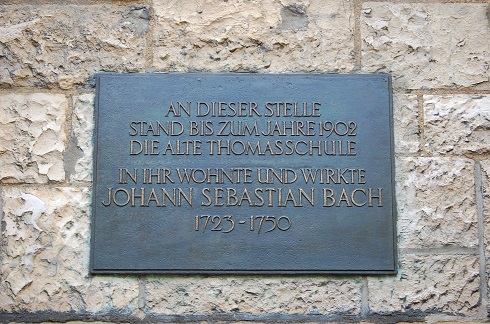 AN DIESER STELLE
STAND BIS ZUM JAHRE 1902
DIE ALTE THOMASSCHULE
IN IHR WOHNTE UND WIRKTE
JOHANN SEBASTIAN BACH
1723-1750